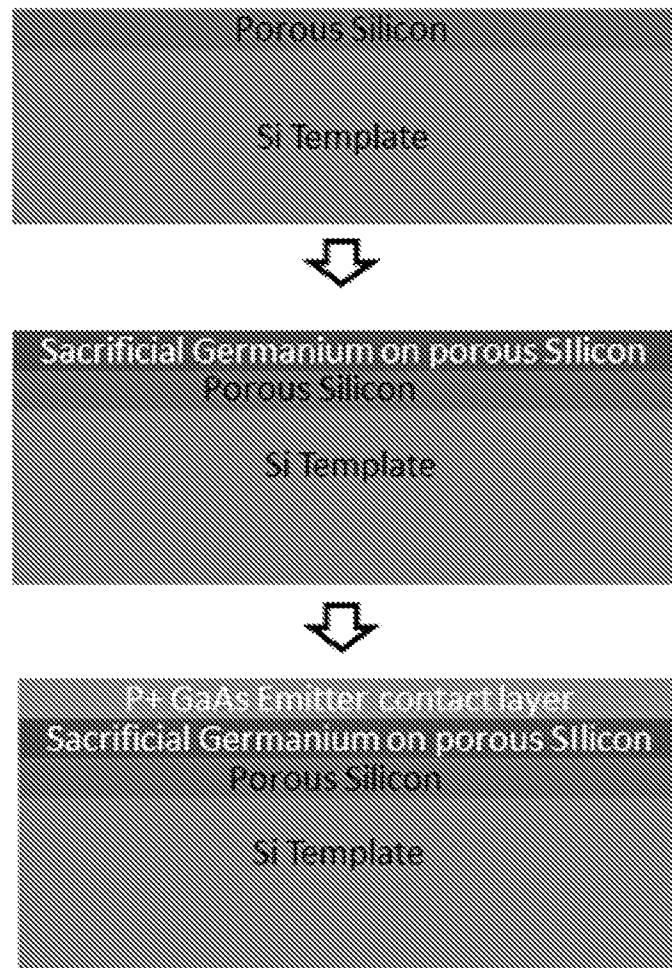 Porous Silicon
Si Template
Sacrificial Germanium on porous SIlicon
Porous Silicon
Si Template
P+ GaAs Emitter contact layer
Sacrificial Germanium on porous SIlicon
Porous Silicon
Si Template